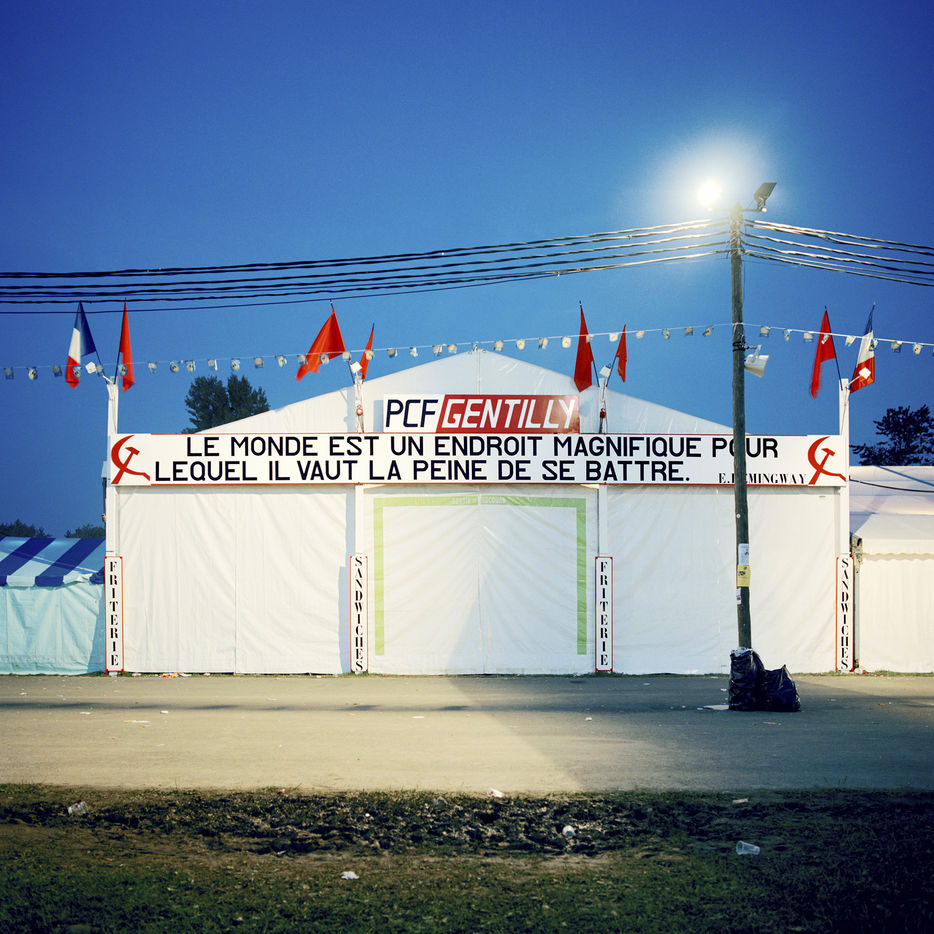 PCF GENTILLY
LE MONDE EST UN ENDROIT MAGNIFIQUE POUR
LEQUEL IL VAUT LA PEINE DE SE BATTRE.
E.HEMINGWAY
FRITERIE
SANDWICHES
FRITERIE
SANDWICHES